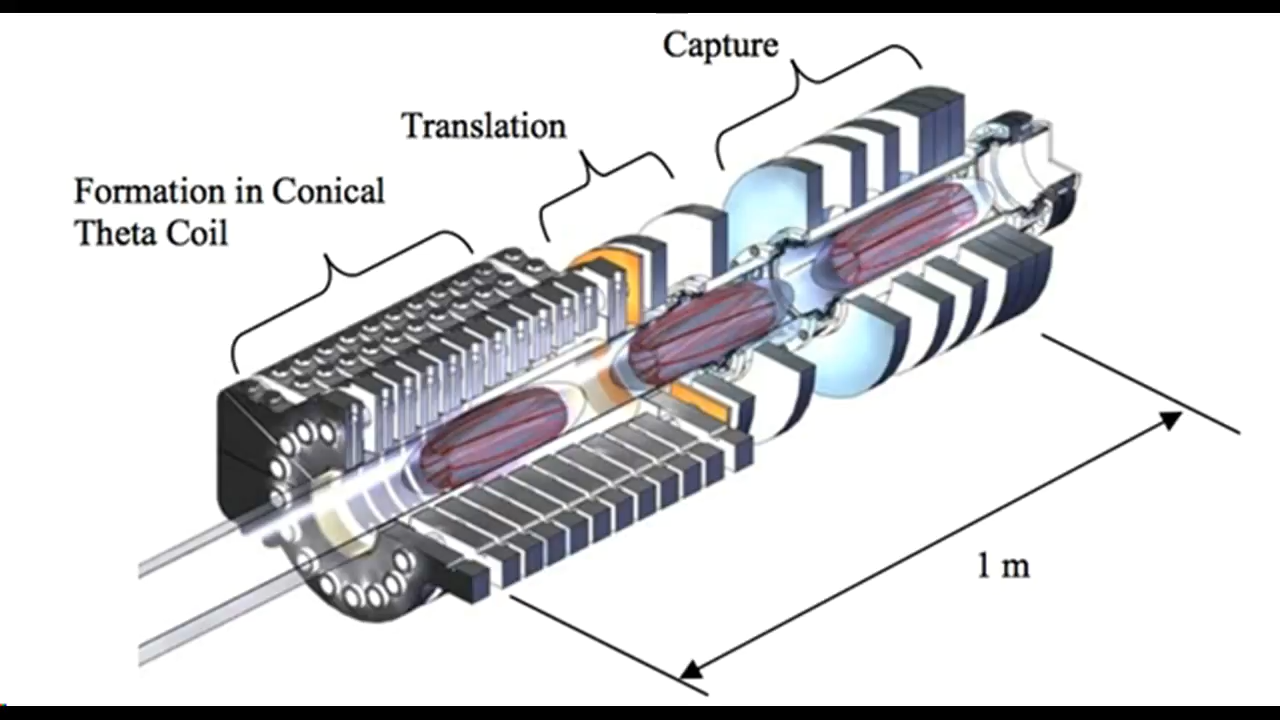 Capture
Translation
Formation in Conical
Theta Coil
1 m